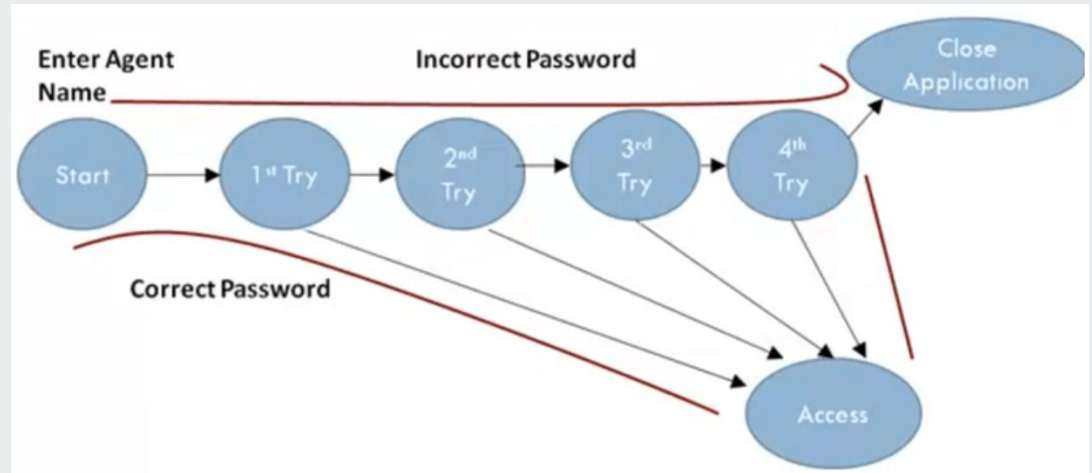 Enter Agent
Name
Incorrect Password
Close
Application
Start
1st Try
2nd
Try
3rd
Try
4th
Try
Correct Password
Access